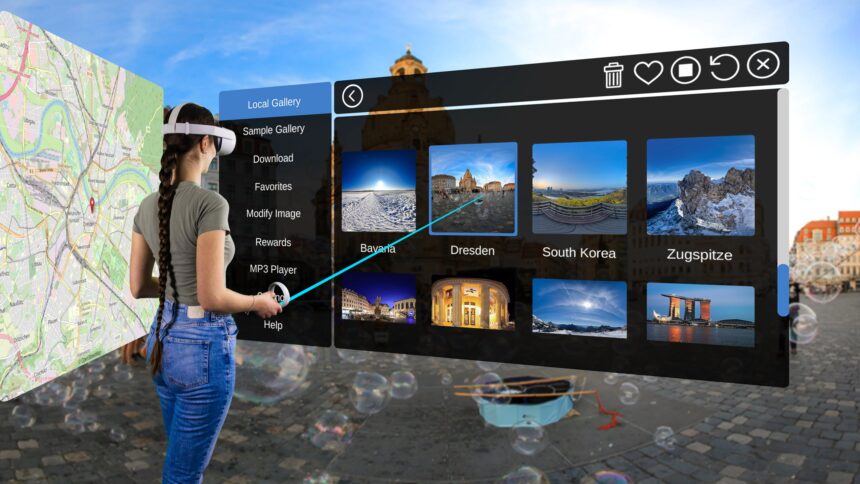 Local Gallery
Sample Gallery
Download
Favorites
Modify Image
Rewards
MP3 Player
Help
Bavaria
Dresden
South Korea
Zugspitze